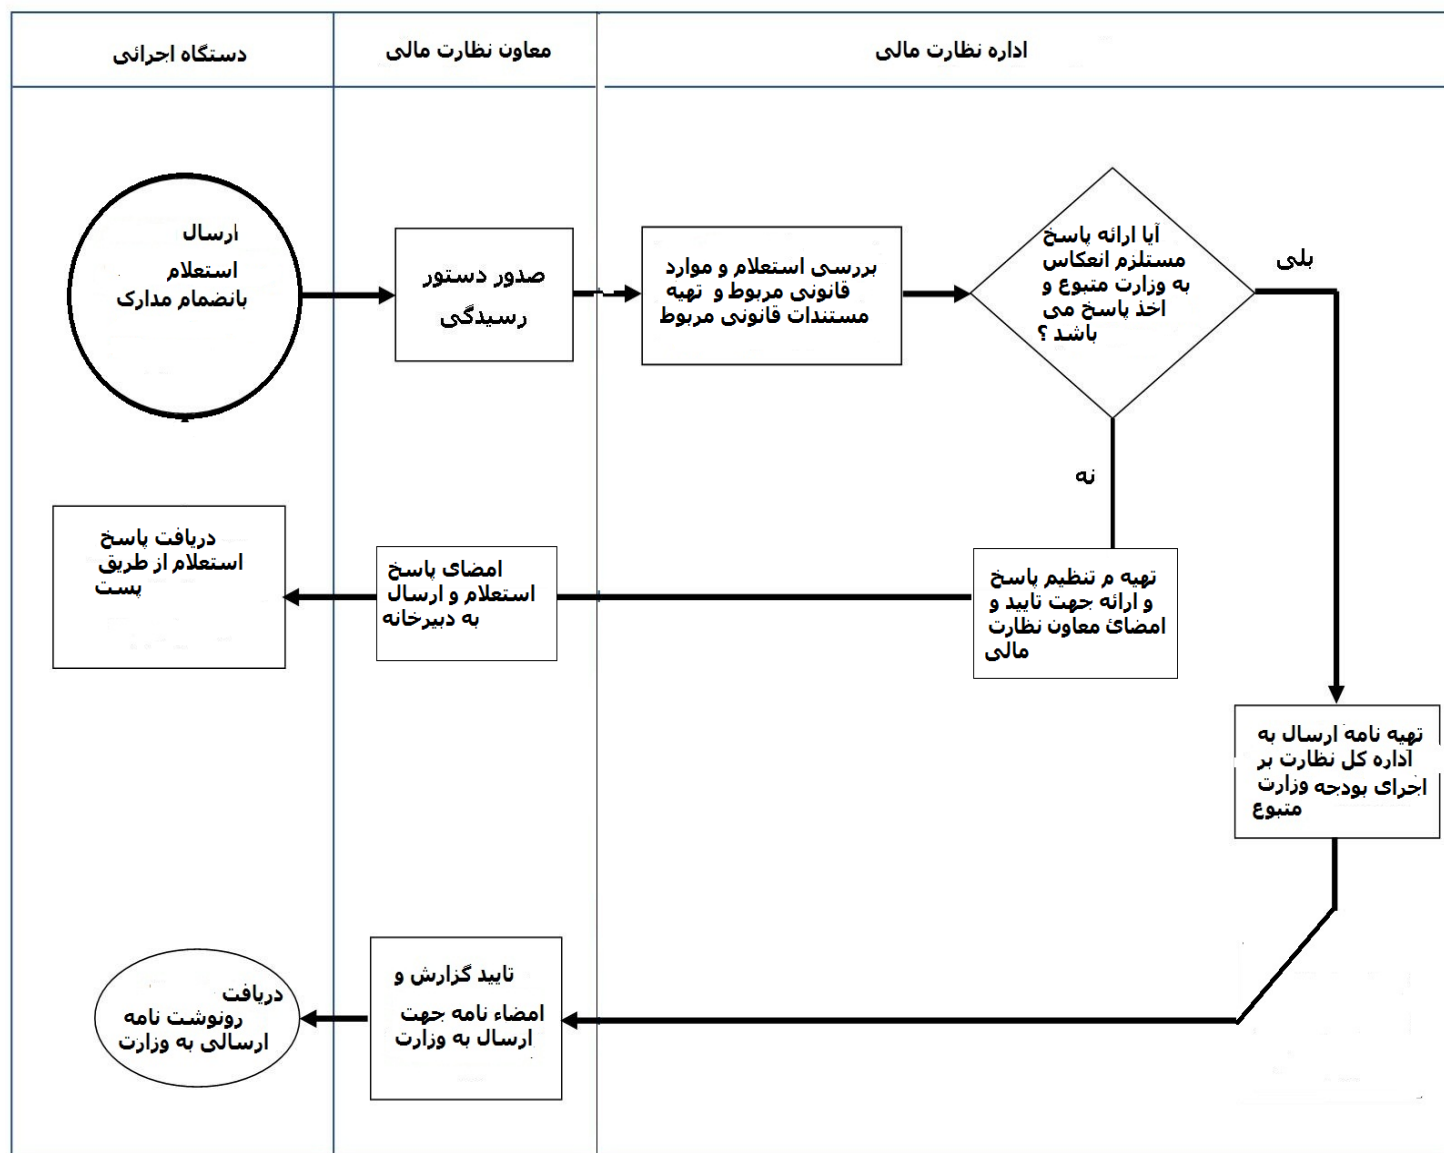 اداره نظارت مالی
معاون نظارت مالی
دستگاه اجرائی
ارسال
استعلام
بانضمام مدارک
صدور دستور
رسیدگی
بررسی استعلام و موارد
قانونی مربوط و تهیه
مستندات قانونی مربوط
آیا ارائه پاسخ
مستلزم انعکاس
به وزارت متبوع و
اخذ پاسخ می
باشد ؟
بلی
نه
تهیه م تنظیم پاسخ
و ارائه جهت تایید و
امضائ معاون نظارت
مالی
امضای پاسخ
استعلام و ارسال
به دبیرخانه
دریافت پاسخ
استعلام از طریق
پست
تهیه نامه ارسال به
اداره کل نظارت بر
اجرای بودجه وزارت
متبوع
تایید گزارش و
امضاء نامه جهت
ارسال به وزارت
دریافت
رونوشت نامه
ارسالی به وزارت